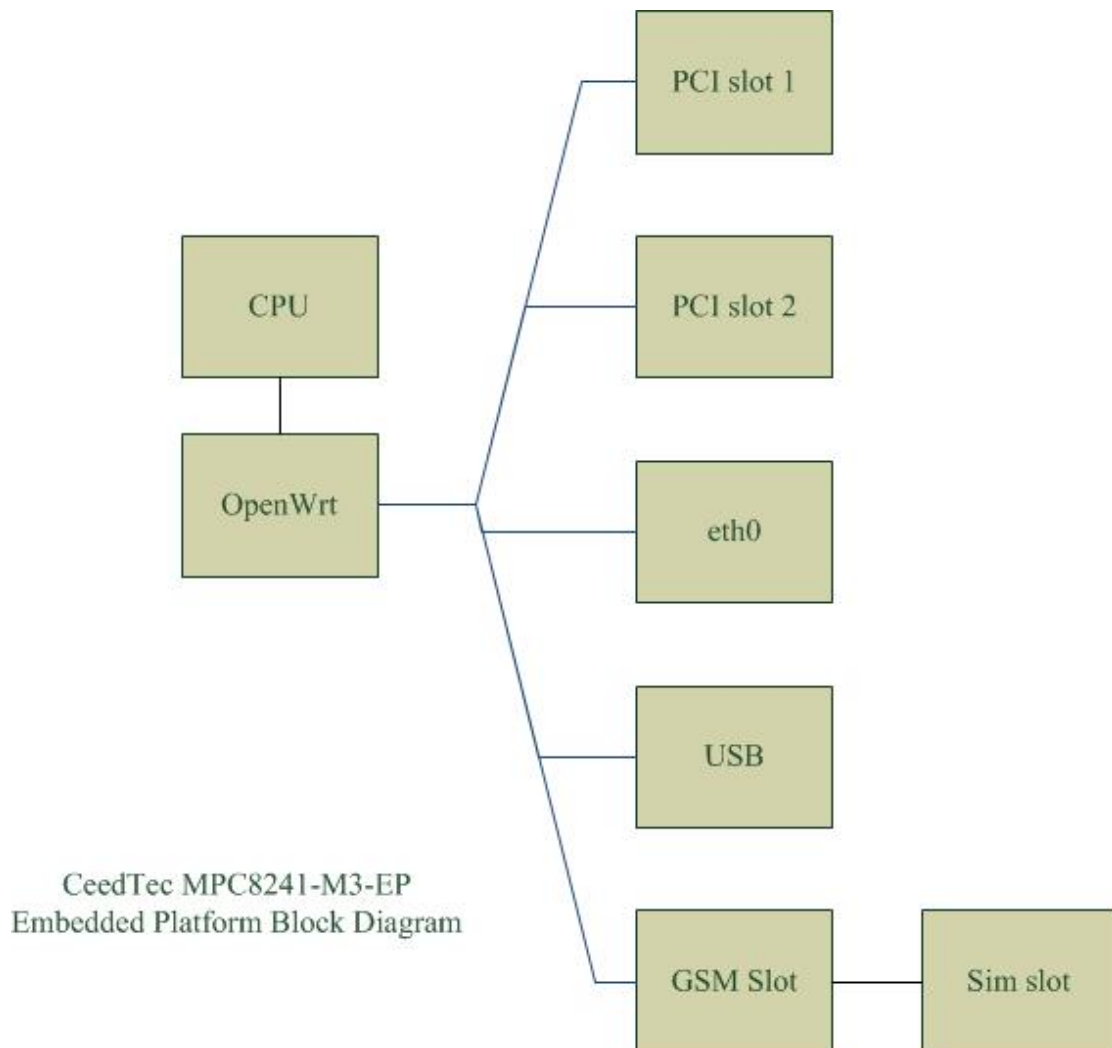 PCI slot 1
CPU
PCI slot 2
OpenWrt
eth0
USB
CeedTec MPC8241-M3-EP
Embedded Platform Block Diagram
GSM Slot
Sim slot